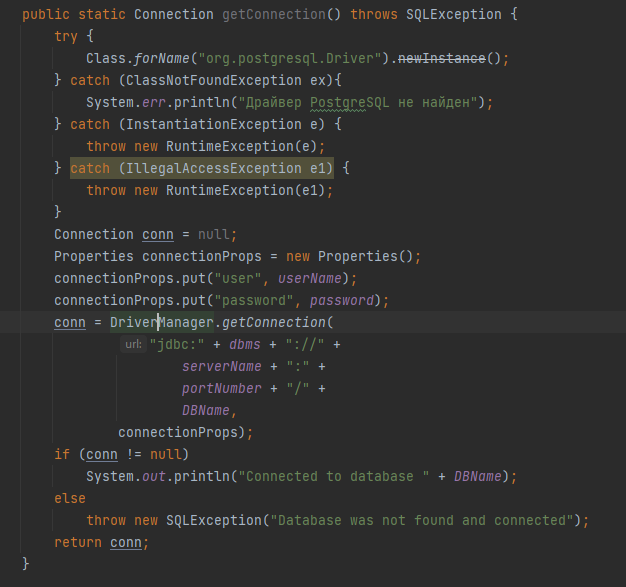 public static Connection getConnection() throws SQLException {
    try {
        Class.forName("org.postgresql.Driver").newInstance();
    } catch (ClassNotFoundException ex){
        System.err.println("Драйвер PostgreSQL не найден");
    } catch (InstantiationException e) {
        throw new RuntimeException(e);
    } catch (IllegalAccessException e1) {
        throw new RuntimeException(e1);
    }
    Connection conn = null;
    Properties connectionProps = new Properties();
    connectionProps.put("user", userName);
    connectionProps.put("password", password);
    conn = DriverManager.getConnection(
            url: "jdbc:" + dbms + "://" +
                    serverName + ":" +
                    portNumber + "/" +
                    DBName,
            connectionProps);
    if (conn != null)
        System.out.println("Connected to database " + DBName);
    else
        throw new SQLException("Database was not found and connected");
    return conn;
}